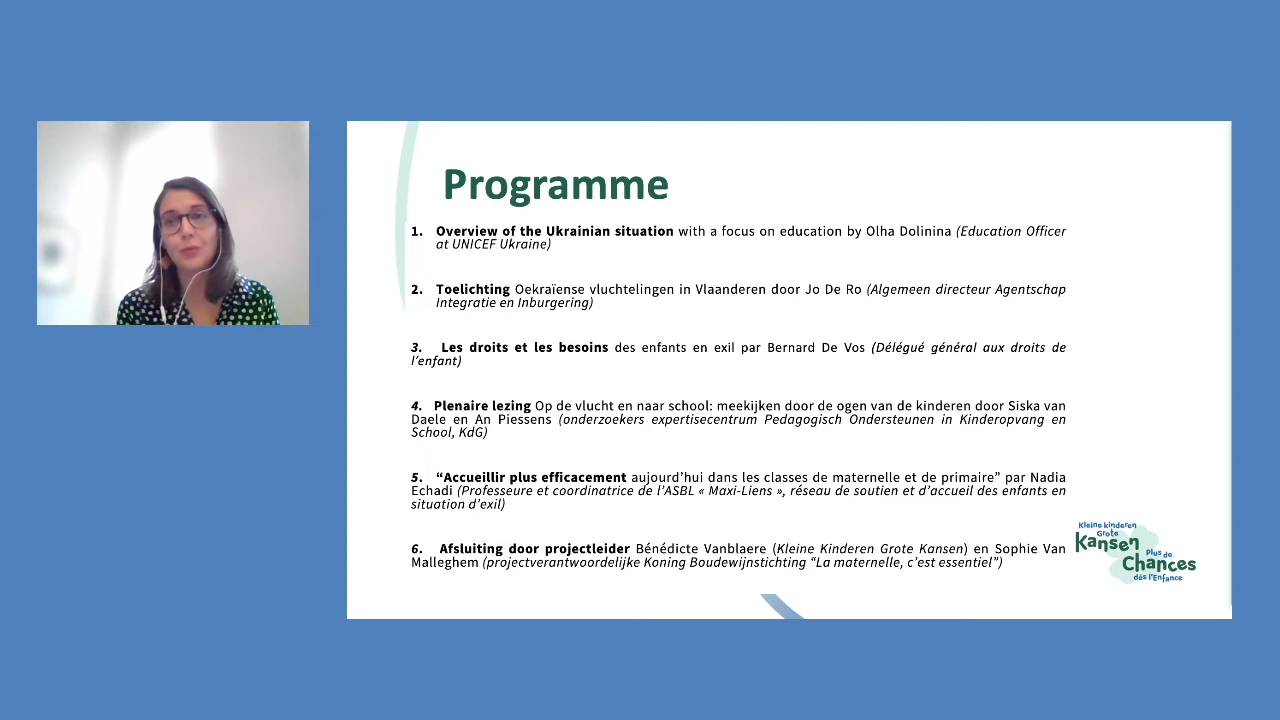 Programme
1. Overview of the Ukrainian situation with a focus on education by Olha Dolinina (Education Officer
at UNICEF Ukraine)
2. Toelichting Oekraïense vluchtelingen in Vlaanderen door Jo De Ro (Algemeen directeur Agentschap
Integratie en Inburgering)
3. Les droits et les besoins des enfants en exil par Bernard De Vos (Délégué général aux droits de
l’enfant)
4. Plenaire lezing Op de vlucht en naar school: meekijken door de ogen van de kinderen door Siska van
Daele en An Piessens (onderzoekers expertisecentrum Pedagogisch Ondersteunen in Kinderopvang en
School, KdG)
5. “Accueillir plus efficacement aujourd’hui dans les classes de maternelle et de primaire” par Nadia
Echadi (Professeure et coordinatrice de l’ASBL « Maxi-Liens », réseau de soutien et d’accueil des enfants en
situation d’exil)
6. Afsluiting door projectleider Bénédicte Vanblaere (Kleine Kinderen Grote Kansen) en Sophie Van
Malleghem (projectverantwoordelijke Koning Boudewijnstichting “La maternelle, c’est essentiel”)
Kleine kinderen
Grote
Kansen
Plus de
Chances
dès l’Enfance